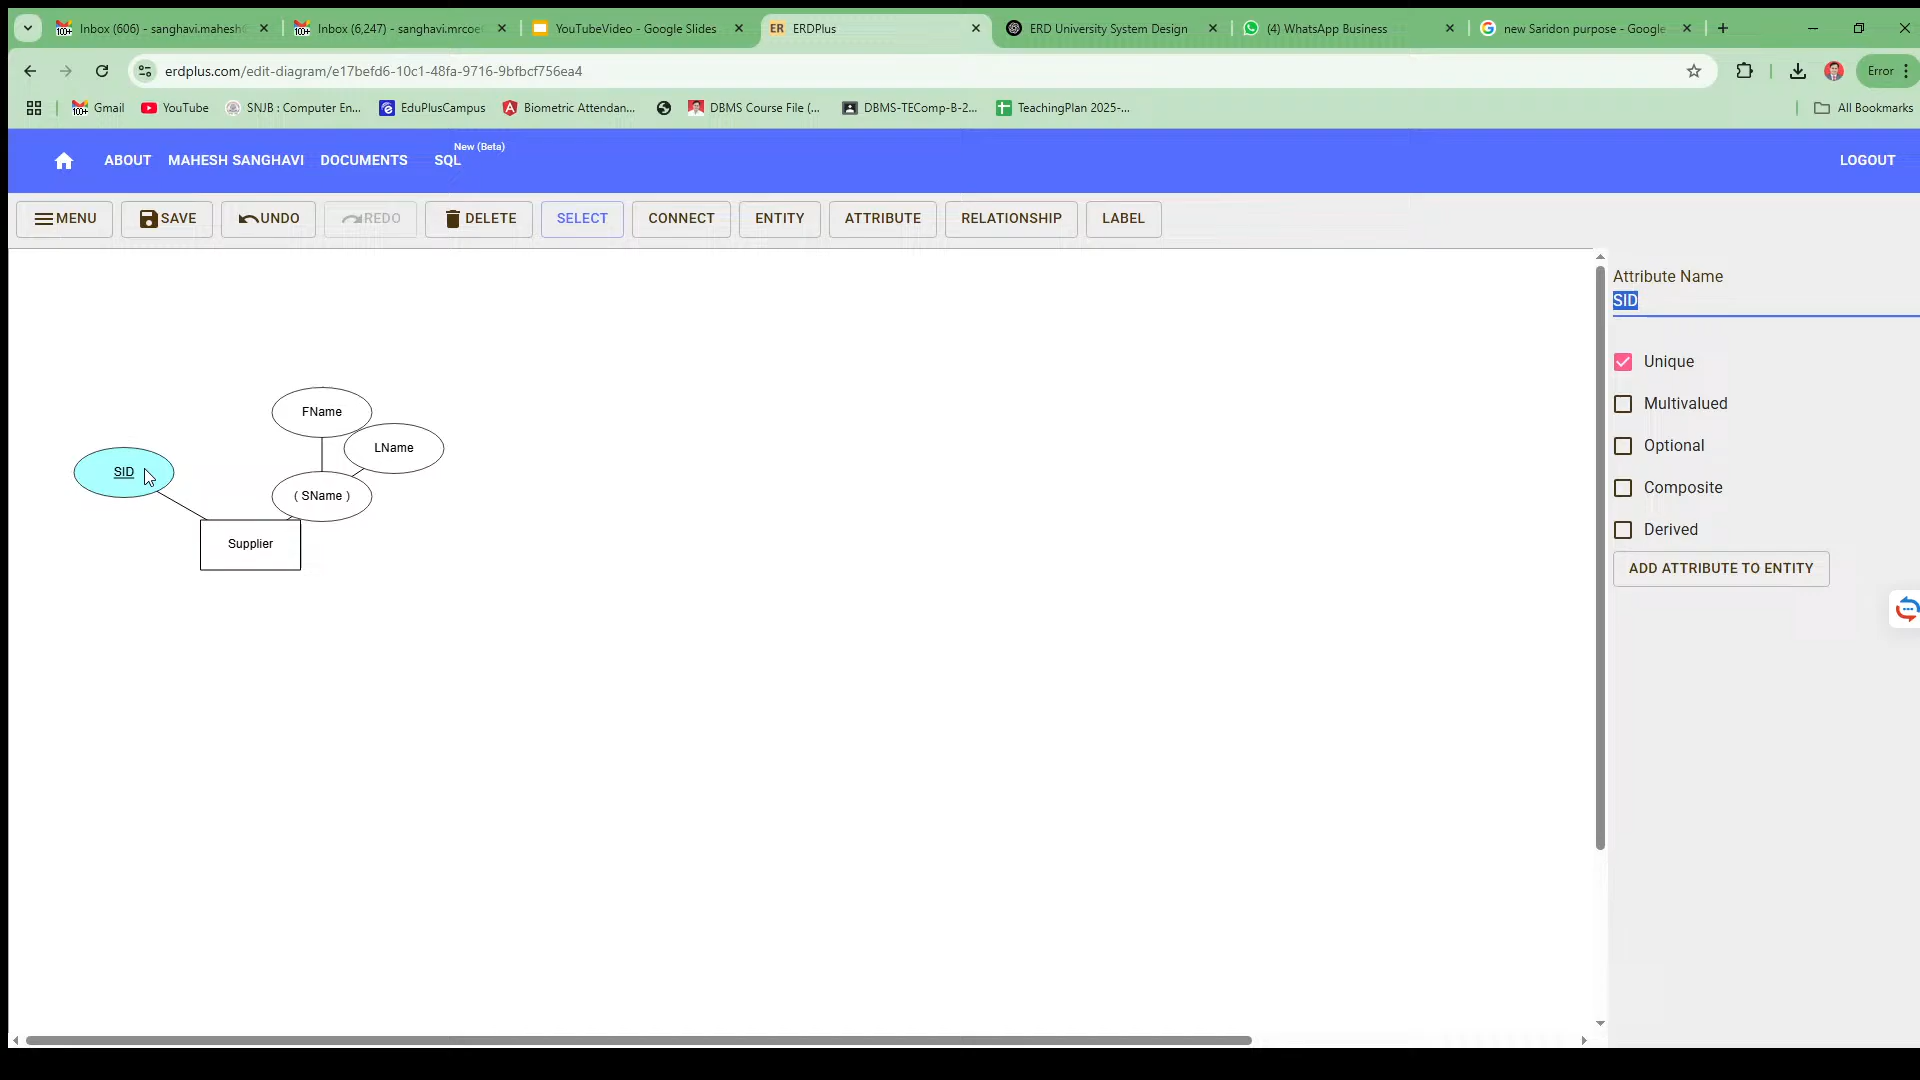 Inbox (606) - sanghavi.mahesh
Inbox (6,247) - sanghavi.mrcoe
YouTubeVideo - Google Slides
ER ERDPlus
ERD University System Design
(4) WhatsApp Business
new Saridon purpose - Google
erdplus.com/edit-diagram/e17befd6-10c1-48fa-9716-9bfbcf756ea4
Error
Gmail
YouTube
SNJB : Computer En...
EduPlusCampus
Biometric Attendan...
DBMS Course File (...
DBMS-TEComp-B-2...
TeachingPlan 2025-...
All Bookmarks
ABOUT
MAHESH SANGHAVI
DOCUMENTS
SQL
New (Beta)
LOGOUT
MENU
SAVE
UNDO
REDO
DELETE
SELECT
CONNECT
ENTITY
ATTRIBUTE
RELATIONSHIP
LABEL
FName
LName
SID
( SName )
Supplier
Attribute Name
SID
Unique
Multivalued
Optional
Composite
Derived
ADD ATTRIBUTE TO ENTITY